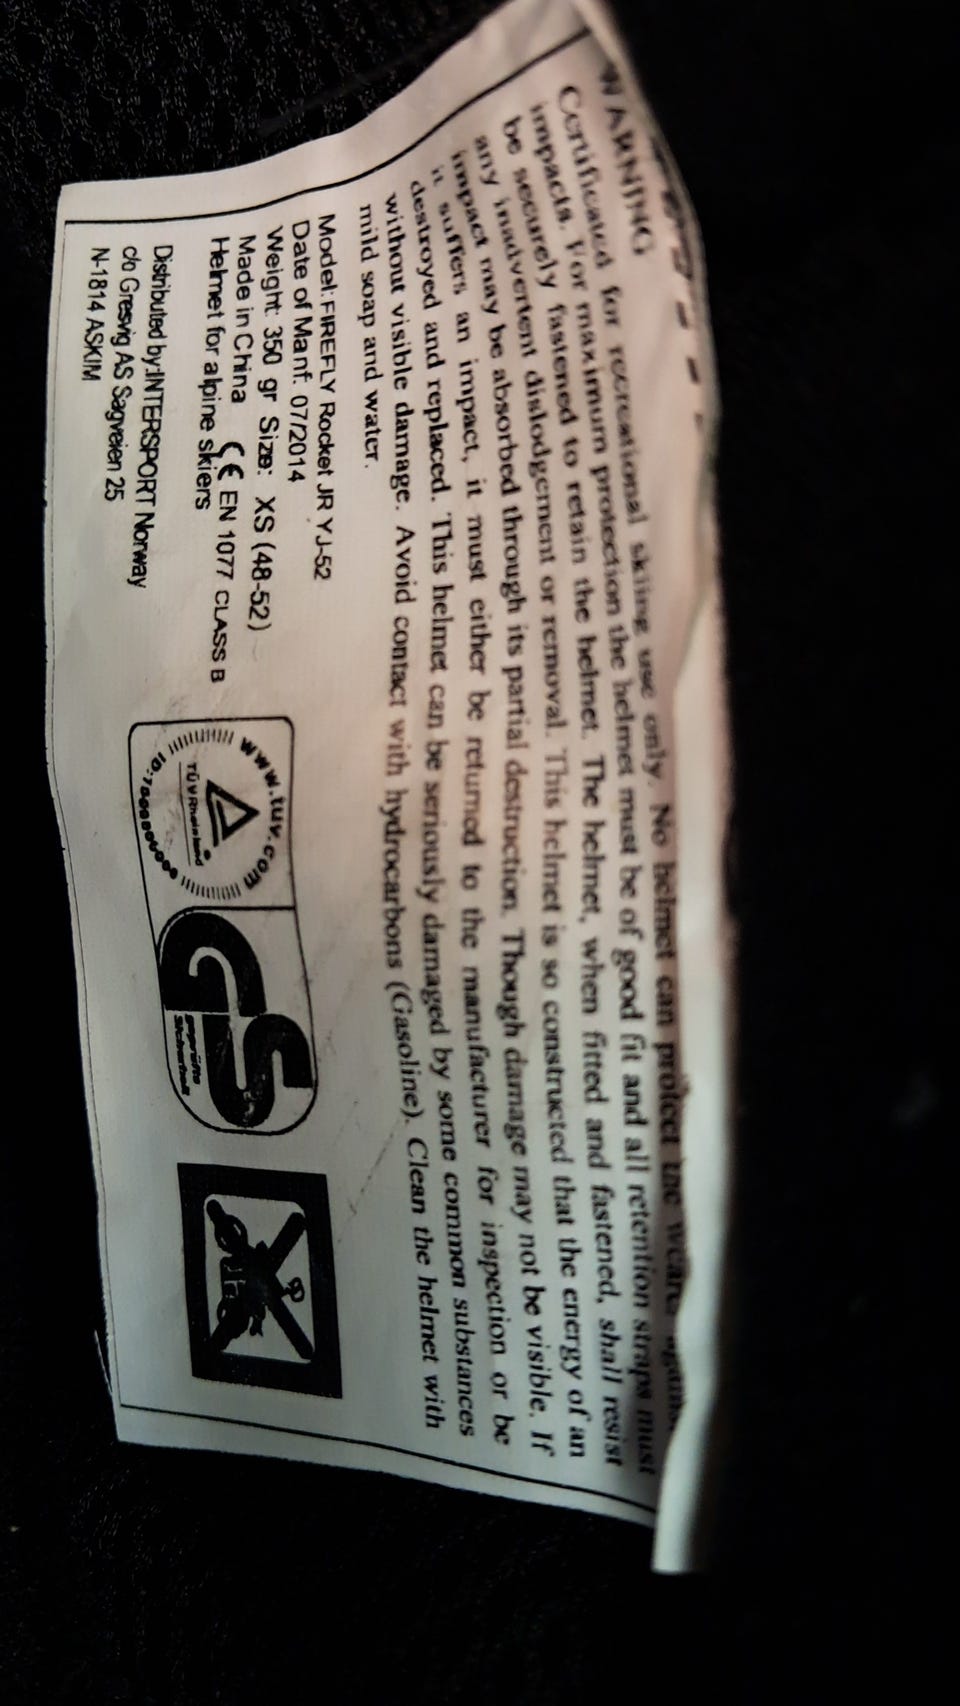 WARNING
Certificated for recreational skiing use only. No helmet can protect the wearer against
impacts. For maximum protection the helmet must be of good fit and all retention straps must
be securely fastened to retain the helmet. The helmet, when fitted and fastened, shall resist
any inadvertent dislodgement or removal. This helmet is so constructed that the energy of an
impact may be absorbed through its partial destruction. Though damage may not be visible. If
it suffers an impact, it must either be returned to the manufacturer for inspection or be
destroyed and replaced. This helmet can be seriously damaged by some common substances
without visible damage. Avoid contact with hydrocarbons (Gasoline). Clean the helmet with
mild soap and water.
Model: FIREFLY Rocket JR YJ-52
Date of Manf: 07/2014
Weight: 350 gr Size: XS (48-52)
Made in China CE EN 1077 CLASS B
Helmet for alpine skiers
Distributed by:INTERSPORT Norway
c/o Gresvig AS Sagveien 25
N-1814 ASKIM
www.tuv.com
TÜVRheinland
GS
geprüfte
Sicherheit